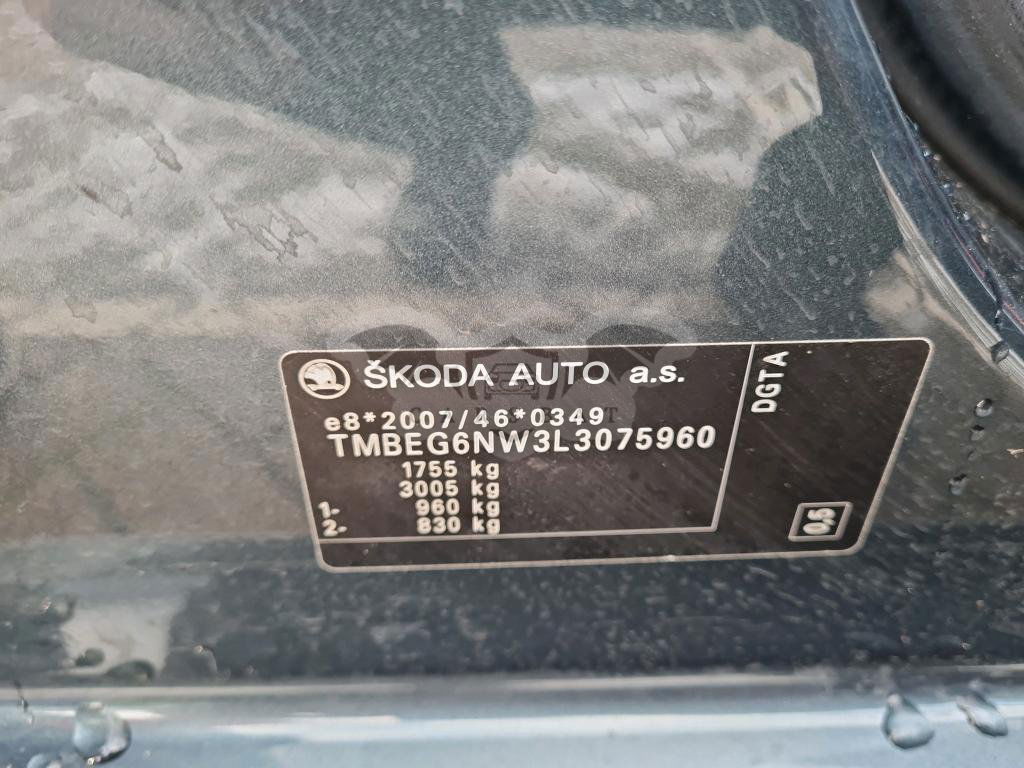 ŠKODA AUTO a.s.
e8*2007/46*0349
TMBEG6NW3L3075960
1755 kg
3005 kg
1- 960 kg
2- 830 kg
DGTA
0,5